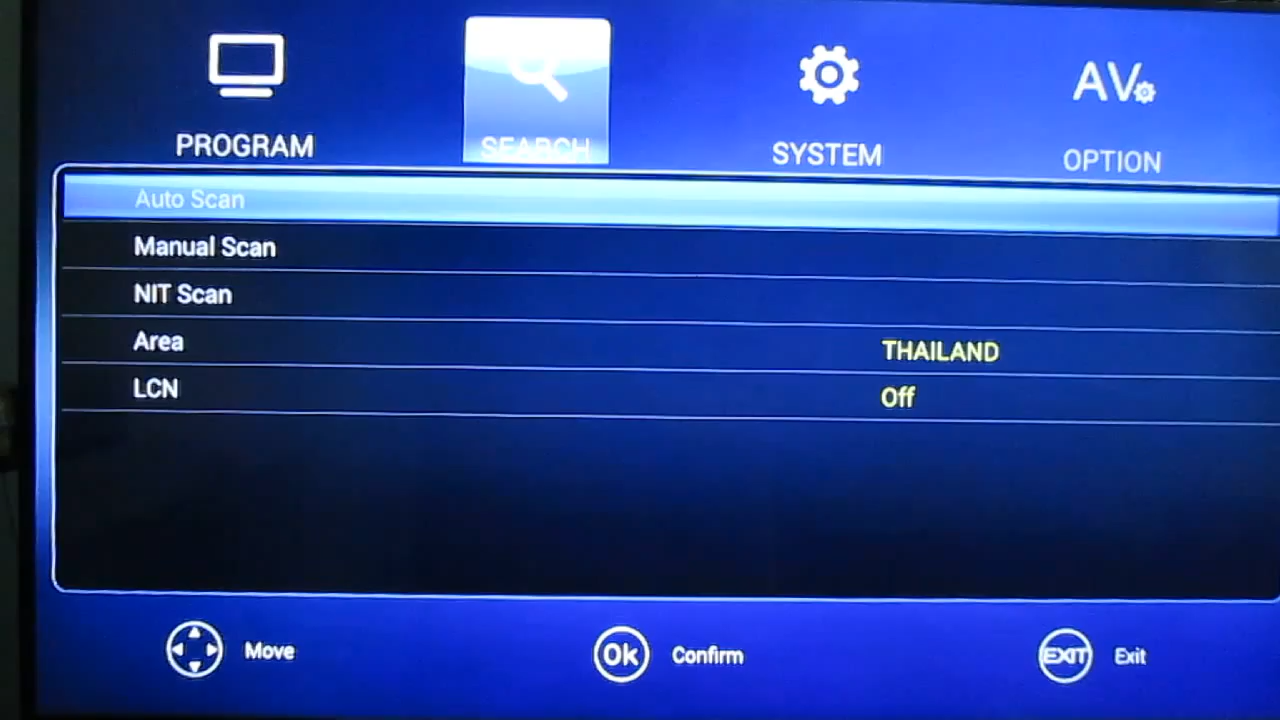 PROGRAM
SEARCH
SYSTEM
AV
OPTION
Auto Scan
Manual Scan
NIT Scan
Area THAILAND
LCN Off
Move
Ok Confirm
EXIT Exit